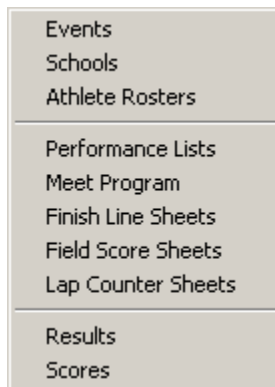 Events
Schools
Athlete Rosters
Performance Lists
Meet Program
Finish Line Sheets
Field Score Sheets
Lap Counter Sheets
Results
Scores